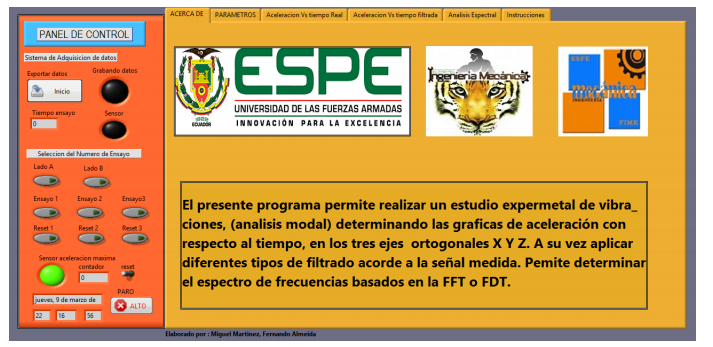 PANEL DE CONTROL
Sistema de Adquisicion de datos
Exportar datos
Grabando datos
Inicio
Tiempo ensayo
Sensor
0
Seleccion del Numero de Ensayo
Lado A
Lado B
Ensayo 1
Ensayo 2
Ensayo3
Reset 1
Reset 2
Reset 3
Sensor aceleracion maxima
contador
reset
0
PARO
jueves, 9 de marzo de
ALTO
22
16
56
ACERCA DE
PARAMETROS
Aceleracion Vs tiempo Real
Aceleracion Vs tiempo filtrada
Analisis Espectral
Instrucciones
ESPE
UNIVERSIDAD DE LAS FUERZAS ARMADAS
INNOVACIÓN PARA LA EXCELENCIA
ECUADOR
Ingeniería Mecánica
ESPE
mecánica
INGENIERIA
FIME
El presente programa permite realizar un estudio expermetal de vibra_
ciones, (analisis modal) determinando las graficas de aceleración con
respecto al tiempo, en los tres ejes ortogonales X Y Z. A su vez aplicar
diferentes tipos de filtrado acorde a la señal medida. Pemite determinar
el espectro de frecuencias basados en la FFT o FDT.
Elaborado por : Miguel Martinez, Fernando Almeida